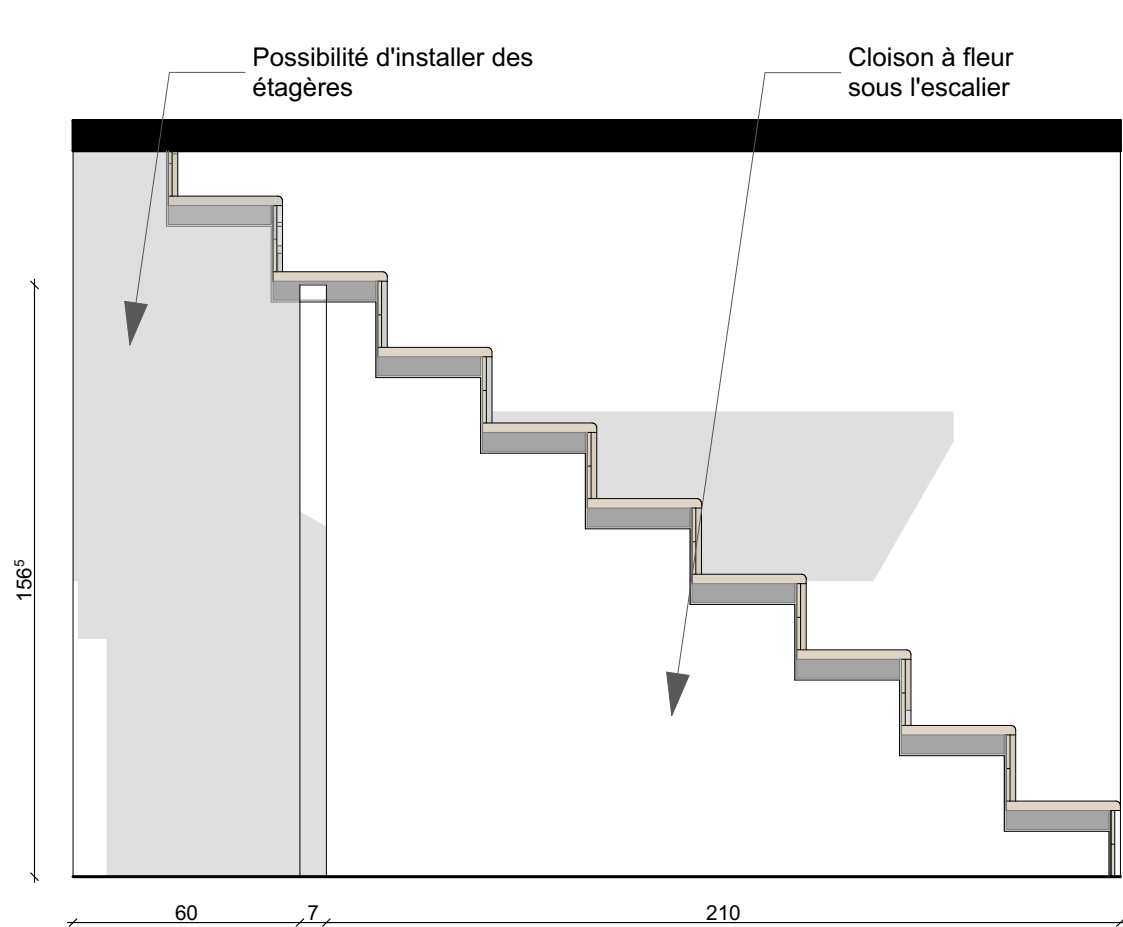 Possibilité d'installer des
étagères
Cloison à fleur
sous l'escalier
156⁵
60
7
210